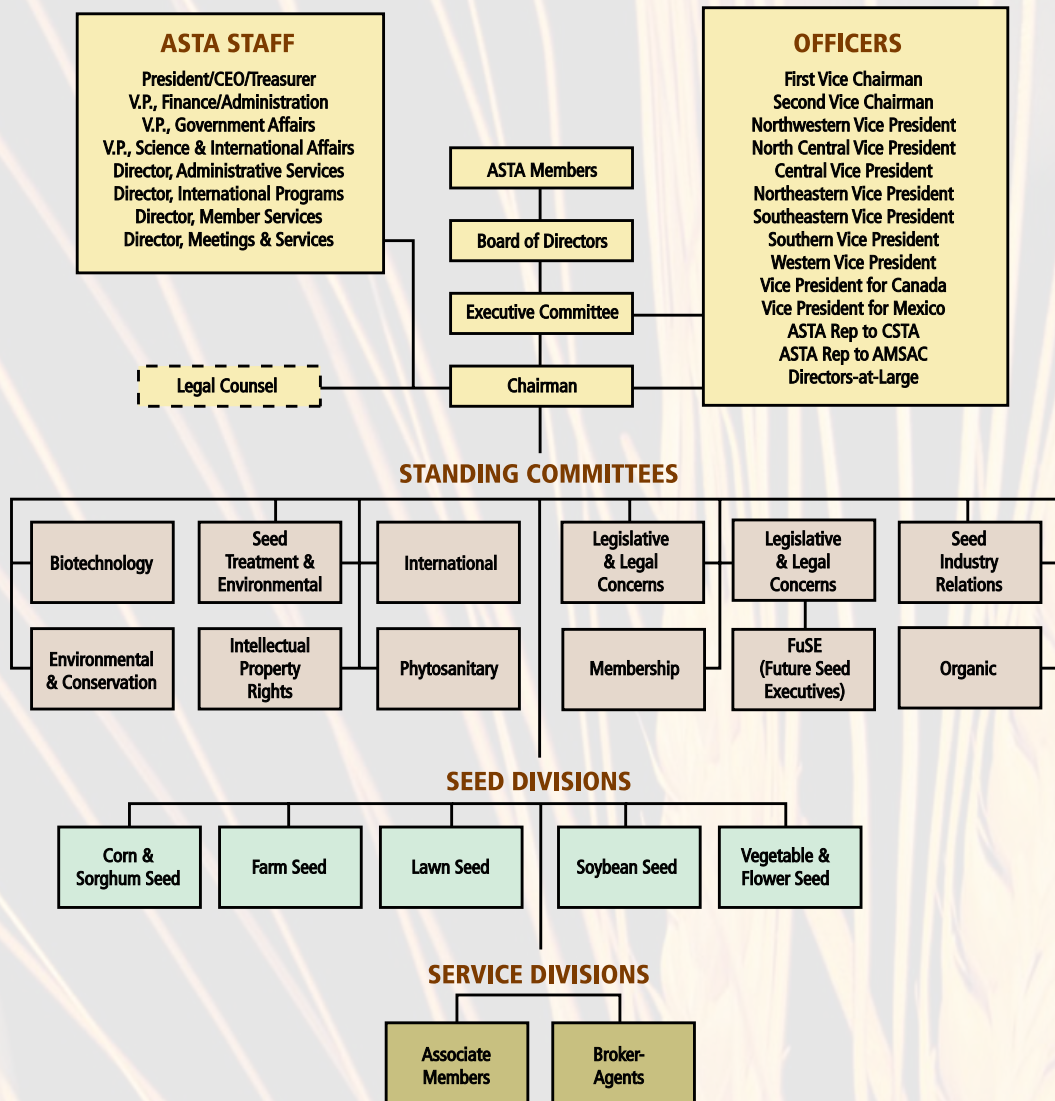 ASTA STAFF
President/CEO/Treasurer
V.P., Finance/Administration
V.P., Government Affairs
V.P., Science & International Affairs
Director, Administrative Services
Director, International Programs
Director, Member Services
Director, Meetings & Services
OFFICERS
First Vice Chairman
Second Vice Chairman
Northwestern Vice President
North Central Vice President
Central Vice President
Northeastern Vice President
Southeastern Vice President
Southern Vice President
Western Vice President
Vice President for Canada
Vice President for Mexico
ASTA Rep to CSTA
ASTA Rep to AMSAC
Directors-at-Large
ASTA Members
Board of Directors
Executive Committee
Legal Counsel
Chairman
STANDING COMMITTEES
Biotechnology
Seed
Treatment &
Environmental
International
Legislative
& Legal
Concerns
Legislative
& Legal
Concerns
Seed
Industry
Relations
Environmental
& Conservation
Intellectual
Property
Rights
Phytosanitary
Membership
FuSE
(Future Seed
Executives)
Organic
SEED DIVISIONS
Corn &
Sorghum Seed
Farm Seed
Lawn Seed
Soybean Seed
Vegetable &
Flower Seed
SERVICE DIVISIONS
Associate
Members
Broker-
Agents